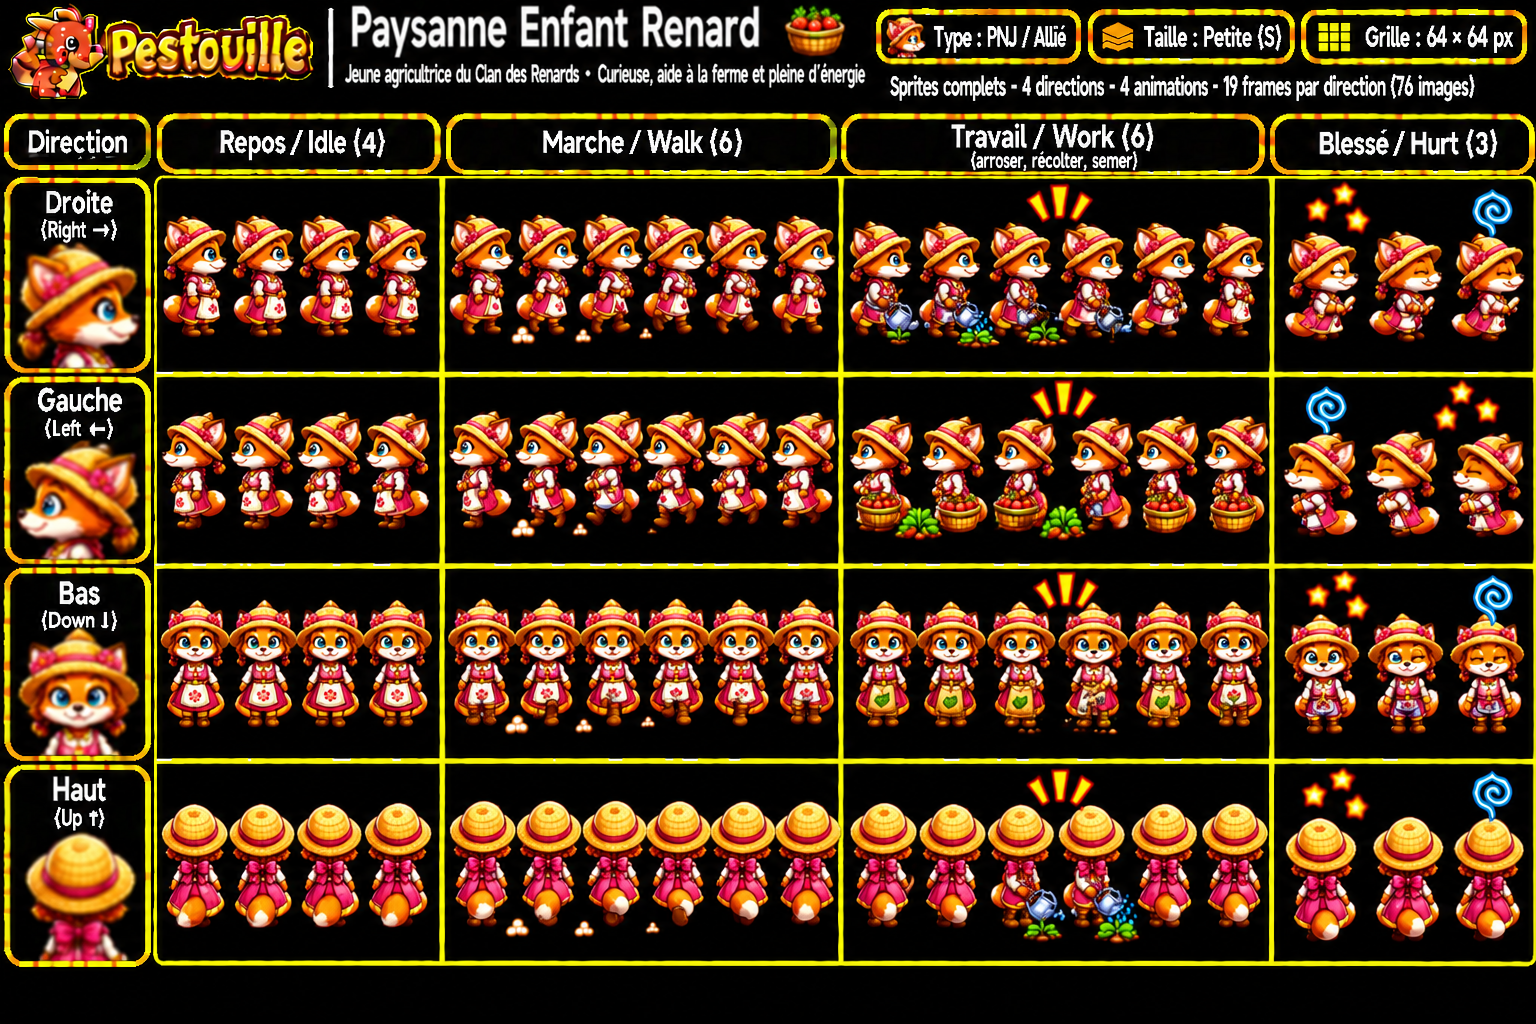 Pestouille
Paysanne Enfant Renard
Jeune agricultrice du Clan des Renards • Curieuse, aide à la ferme et pleine d'énergie
Type : PNJ / Allié
Taille : Petite (S)
Grille : 64 × 64 px
Sprites complets - 4 directions - 4 animations - 19 frames par direction (76 images)
Direction
Repos / Idle (4)
Marche / Walk (6)
Travail / Work (6)
(arroser, récolter, semer)
Blessé / Hurt (3)
Droite
(Right →)
Gauche
(Left ←)
Bas
(Down ↓)
Haut
(Up ↑)